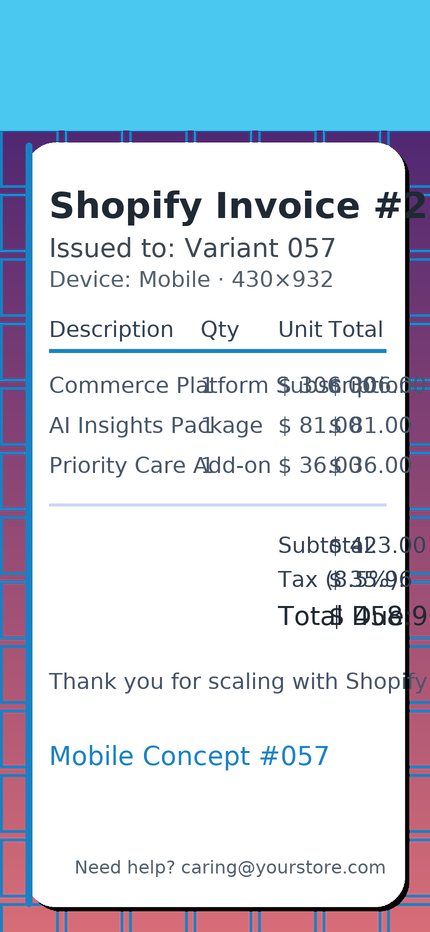 Shopify Invoice #2
Issued to: Variant 057
Device: Mobile · 430×932
Description Qty Unit Total
Commerce Platform Subscription 1 $ 306.00 $ 306.00
AI Insights Package 1 $ 81.00 $ 81.00
Priority Care Add-on 1 $ 36.00 $ 36.00
Subtotal $ 423.00
Tax (8.5%) $ 35.96
Total Due $ 458.9
Thank you for scaling with Shopify
Mobile Concept #057
Need help? caring@yourstore.com